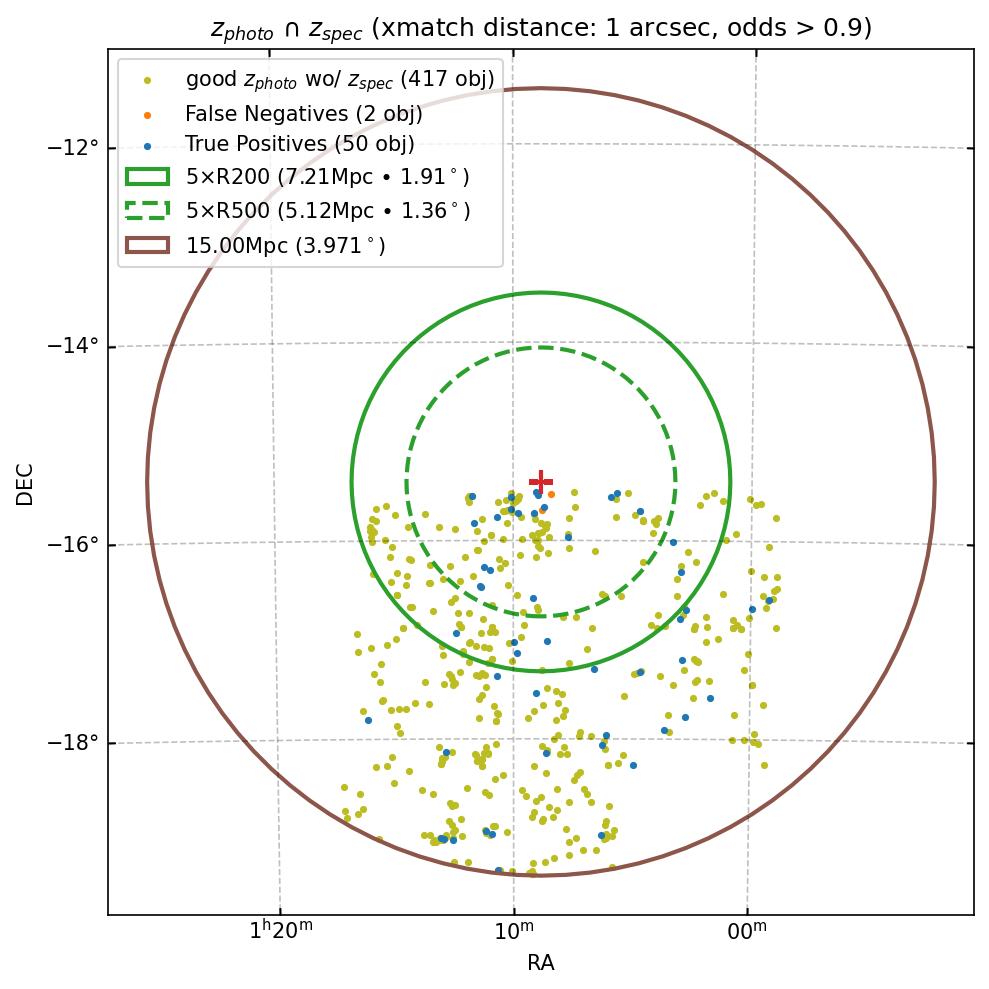 z_photo ∩ z_spec (xmatch distance: 1 arcsec, odds > 0.9)
good z_photo wo/ z_spec (417 obj)
False Negatives (2 obj)
True Positives (50 obj)
5×R200 (7.21Mpc • 1.91°)
5×R500 (5.12Mpc • 1.36°)
15.00Mpc (3.971°)
−12°
−14°
−16°
−18°
DEC
1h20m 10m 00m
RA